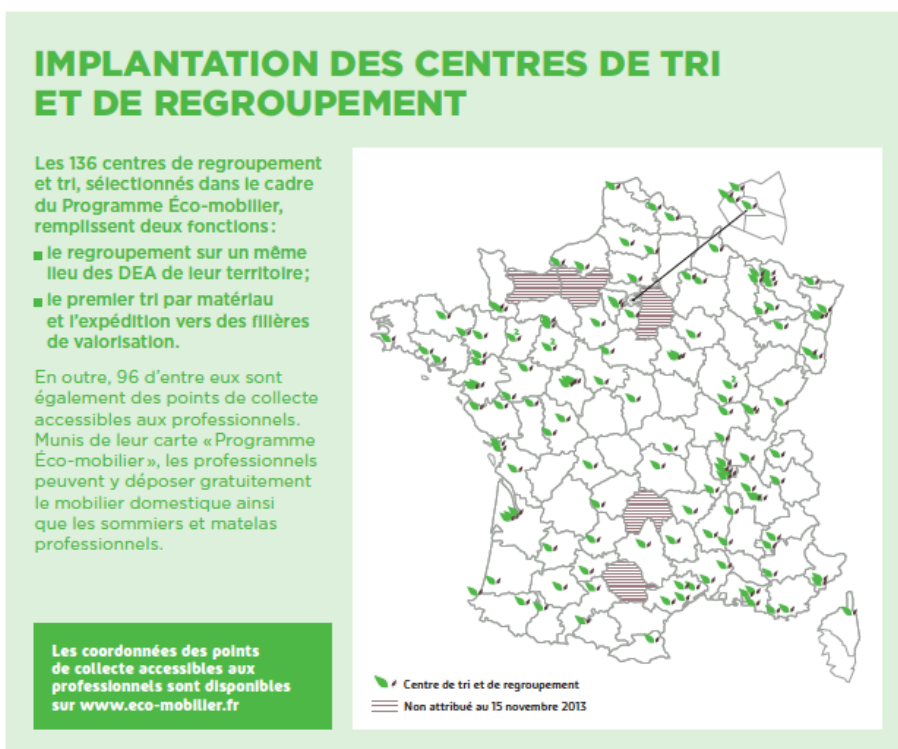 IMPLANTATION DES CENTRES DE TRI
ET DE REGROUPEMENT
Les 136 centres de regroupement
et tri, sélectionnés dans le cadre
du Programme Éco-mobilier,
remplissent deux fonctions :
le regroupement sur un même
lieu des DEA de leur territoire ;
le premier tri par matériau
et l'expédition vers des filières
de valorisation.
En outre, 96 d'entre eux sont
également des points de collecte
accessibles aux professionnels.
Munis de leur carte « Programme
Éco-mobilier », les professionnels
peuvent y déposer gratuitement
le mobilier domestique ainsi
que les sommiers et matelas
professionnels.
Les coordonnées des points
de collecte accessibles aux
professionnels sont disponibles
sur www.eco-mobilier.fr
2
2
Centre de tri et de regroupement
Non attribué au 15 novembre 2013